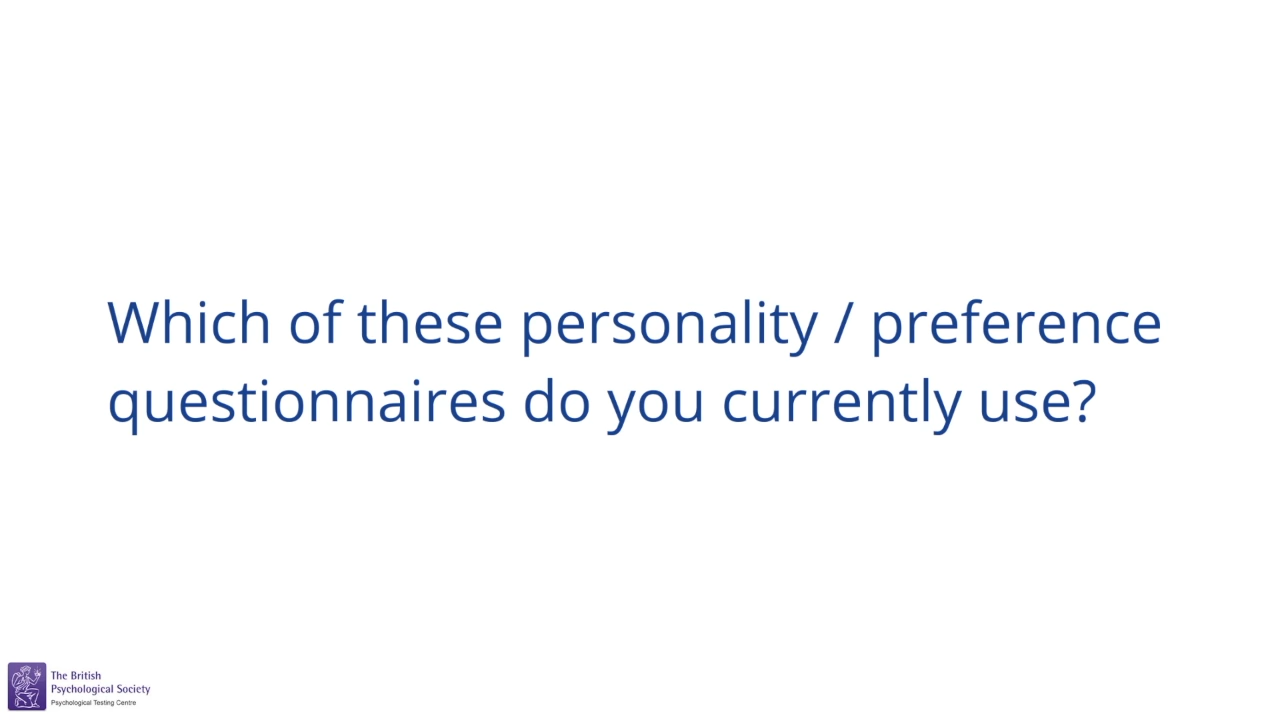 Which of these personality / preference
questionnaires do you currently use?
The British
Psychological Society
Psychological Testing Centre